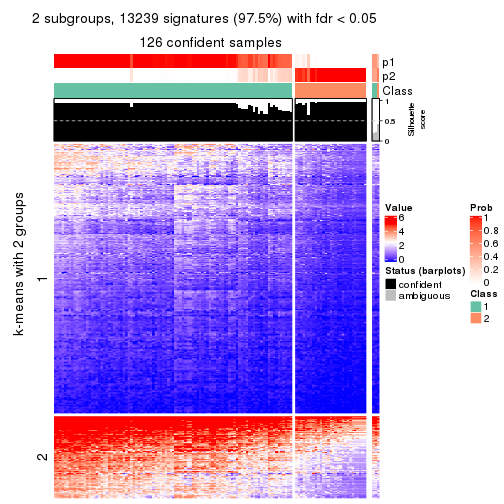 2 subgroups, 13239 signatures (97.5%) with fdr < 0.05
126 confident samples
p1
p2
Class
1
0.5
0
Silhouette
score
k-means with 2 groups
1
2
Value
6
4
2
0
Status (barplots)
confident
ambiguous
Prob
1
0.8
0.6
0.4
0.2
0
Class
1
2